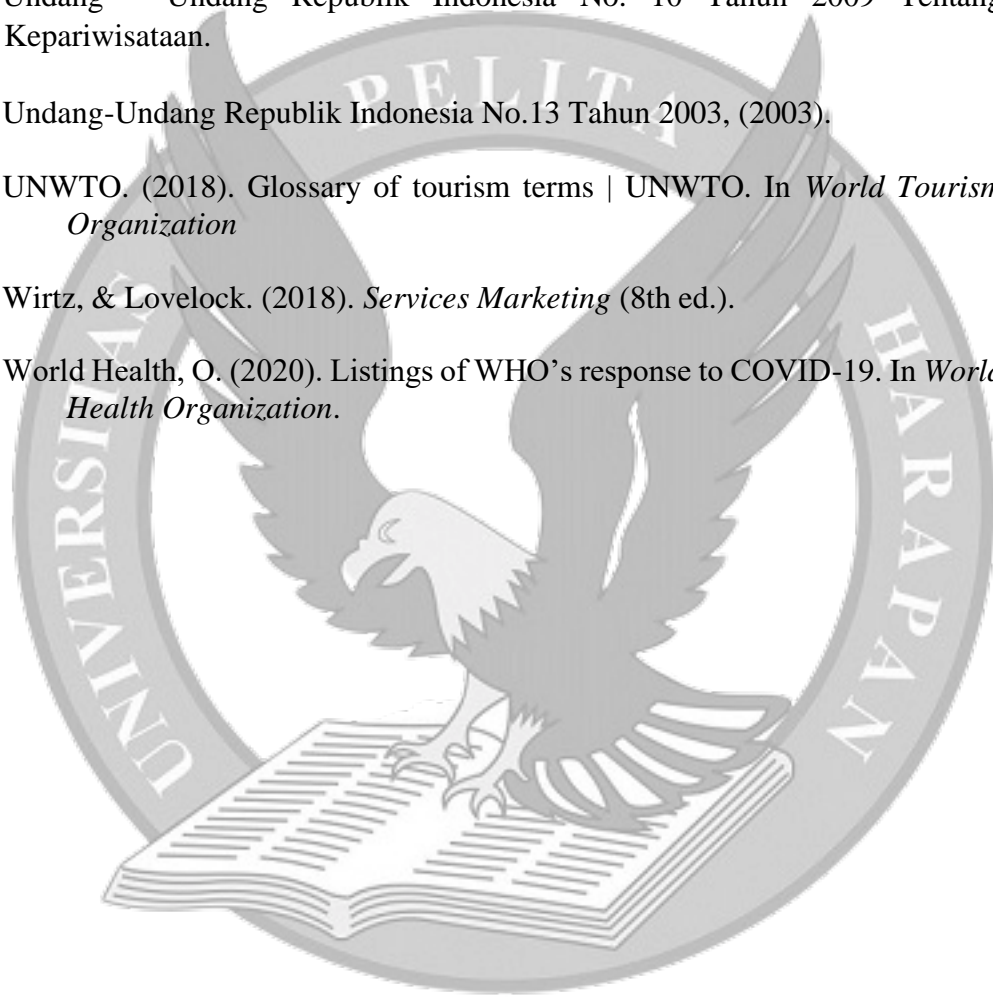 Undang – Undang Republik Indonesia No. 10 Tahun 2009 Tentang
Kepariwisataan.
Undang-Undang Republik Indonesia No.13 Tahun 2003, (2003).
UNWTO. (2018). Glossary of tourism terms | UNWTO. In World Tourism
Organization
Wirtz, & Lovelock. (2018). Services Marketing (8th ed.).
World Health, O. (2020). Listings of WHO’s response to COVID-19. In World
Health Organization.
UNIVERSITAS PELITA HARAPAN